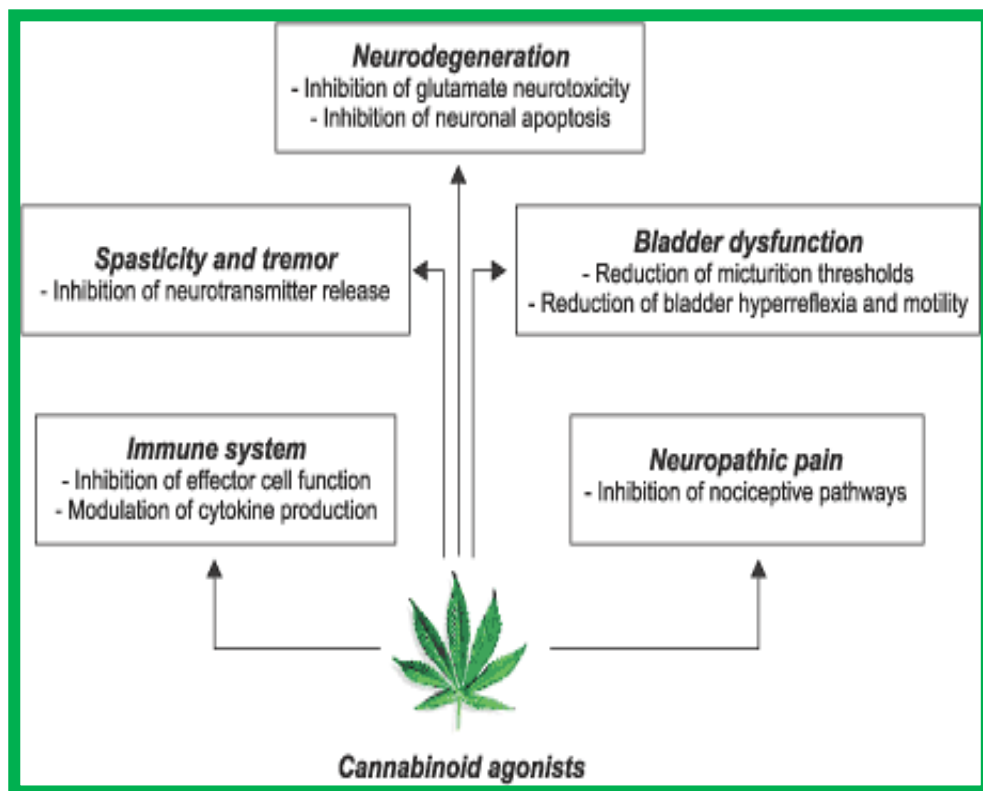 Neurodegeneration
- Inhibition of glutamate neurotoxicity
- Inhibition of neuronal apoptosis
Spasticity and tremor
- Inhibition of neurotransmitter release
Bladder dysfunction
- Reduction of micturition thresholds
- Reduction of bladder hyperreflexia and motility
Immune system
- Inhibition of effector cell function
- Modulation of cytokine production
Neuropathic pain
- Inhibition of nociceptive pathways
Cannabinoid agonists